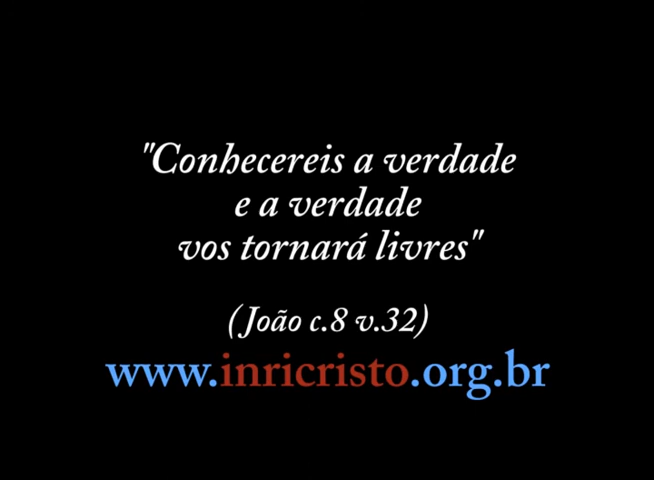 "Conhecereis a verdade
e a verdade
vos tornará livres"
(João c.8 v.32)
www.inricristo.org.br